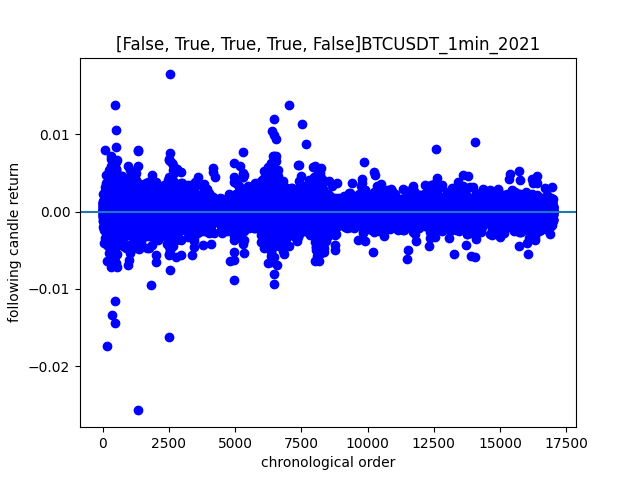 [False, True, True, True, False]BTCUSDT_1min_2021
following candle return
0.01
0.00
−0.01
−0.02
0 2500 5000 7500 10000 12500 15000 17500
chronological order